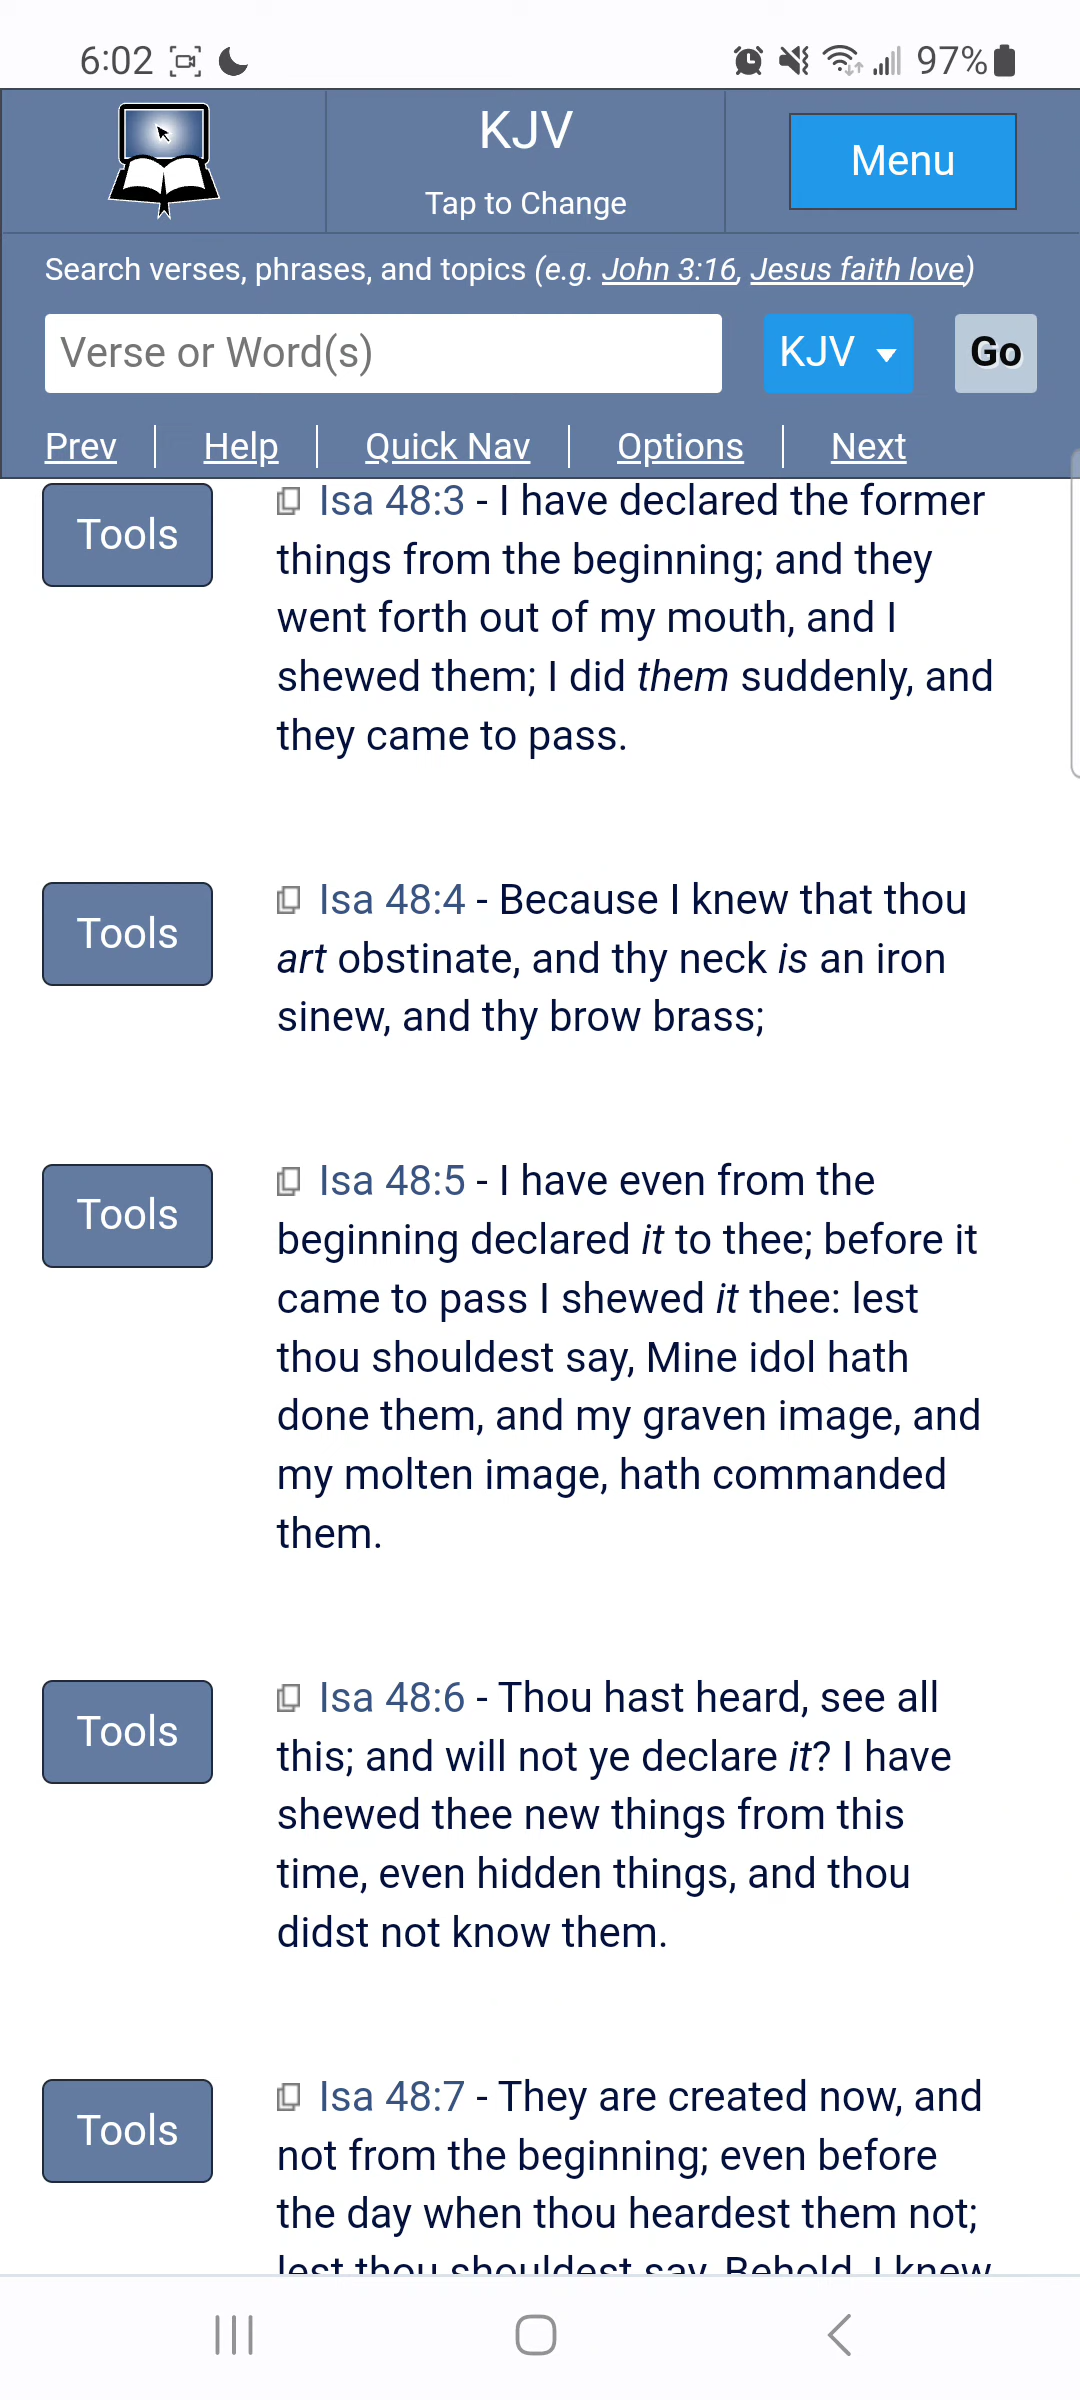 6:02 97%
KJV
Tap to Change
Menu
Search verses, phrases, and topics (e.g. John 3:16, Jesus faith love)
Verse or Word(s) KJV Go
Prev Help Quick Nav Options Next
Tools
Isa 48:3 - I have declared the former
things from the beginning; and they
went forth out of my mouth, and I
shewed them; I did them suddenly, and
they came to pass.
Tools
Isa 48:4 - Because I knew that thou
art obstinate, and thy neck is an iron
sinew, and thy brow brass;
Tools
Isa 48:5 - I have even from the
beginning declared it to thee; before it
came to pass I shewed it thee: lest
thou shouldest say, Mine idol hath
done them, and my graven image, and
my molten image, hath commanded
them.
Tools
Isa 48:6 - Thou hast heard, see all
this; and will not ye declare it? I have
shewed thee new things from this
time, even hidden things, and thou
didst not know them.
Tools
Isa 48:7 - They are created now, and
not from the beginning; even before
the day when thou heardest them not;
lest thou shouldest say, Behold, I knew